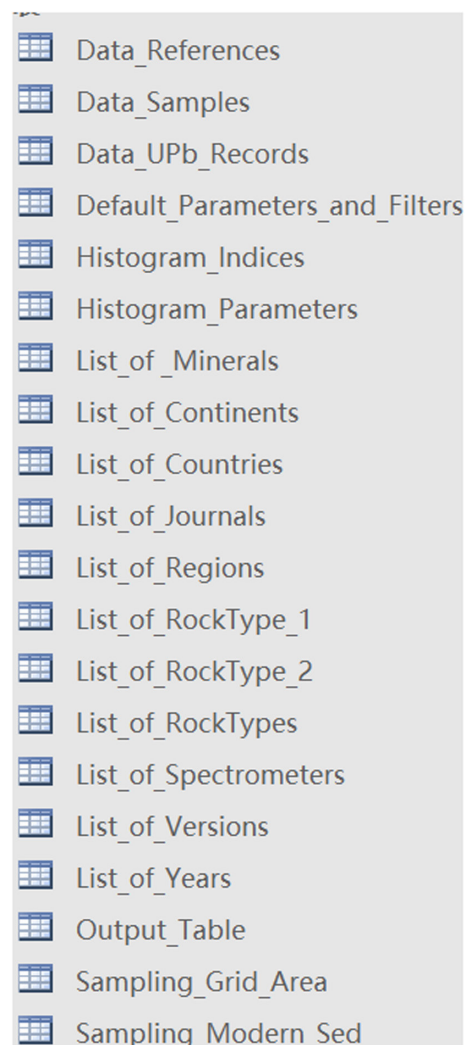 Data_References
Data_Samples
Data_UPb_Records
Default_Parameters_and_Filters
Histogram_Indices
Histogram_Parameters
List_of _Minerals
List_of_Continents
List_of_Countries
List_of_Journals
List_of_Regions
List_of_RockType_1
List_of_RockType_2
List_of_RockTypes
List_of_Spectrometers
List_of_Versions
List_of_Years
Output_Table
Sampling_Grid_Area
Sampling_Modern_Sed